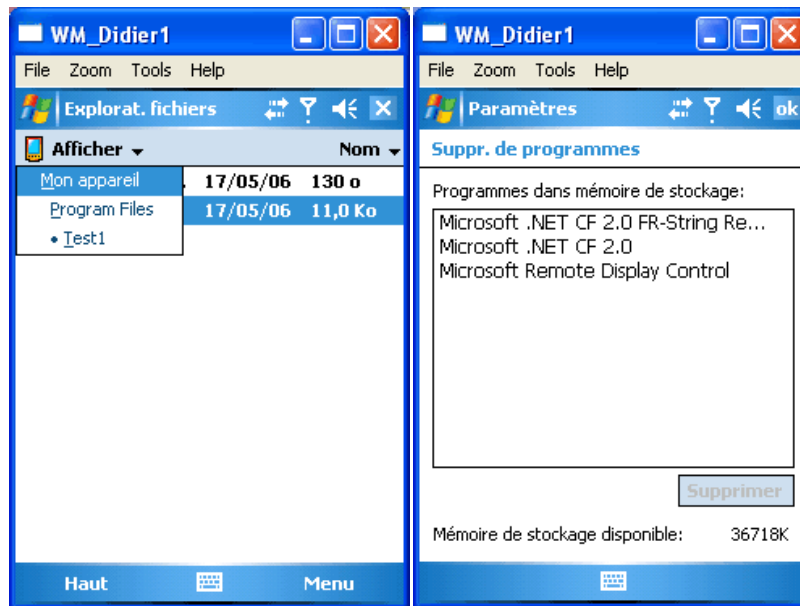 WM_Didier1
File Zoom Tools Help
Explorat. fichiers
Afficher Nom
Mon appareil
. 17/05/06 130 o
Program Files
17/05/06 11,0 Ko
• Test1
Haut Menu
WM_Didier1
File Zoom Tools Help
Paramètres ok
Suppr. de programmes
Programmes dans mémoire de stockage:
Microsoft .NET CF 2.0 FR-String Re...
Microsoft .NET CF 2.0
Microsoft Remote Display Control
Supprimer
Mémoire de stockage disponible: 36718K